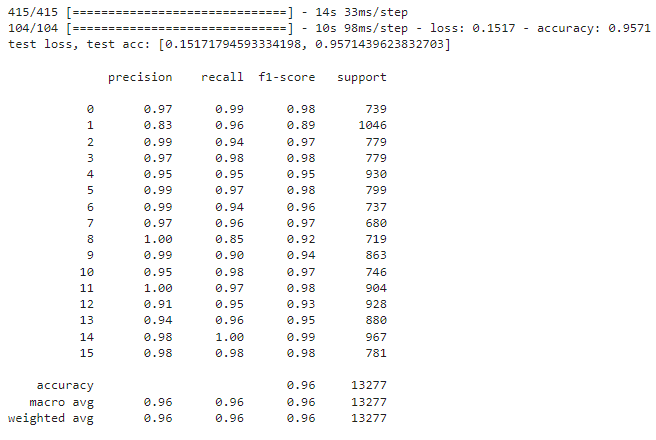 415/415 [==============================] - 14s 33ms/step
104/104 [==============================] - 10s 98ms/step - loss: 0.1517 - accuracy: 0.9571
test loss, test acc: [0.15171794593334198, 0.9571439623832703]
precision recall f1-score support
0 0.97 0.99 0.98 739
1 0.83 0.96 0.89 1046
2 0.99 0.94 0.97 779
3 0.97 0.98 0.98 779
4 0.95 0.95 0.95 930
5 0.99 0.97 0.98 799
6 0.99 0.94 0.96 737
7 0.97 0.96 0.97 680
8 1.00 0.85 0.92 719
9 0.99 0.90 0.94 863
10 0.95 0.98 0.97 746
11 1.00 0.97 0.98 904
12 0.91 0.95 0.93 928
13 0.94 0.96 0.95 880
14 0.98 1.00 0.99 967
15 0.98 0.98 0.98 781
accuracy 0.96 13277
macro avg 0.96 0.96 0.96 13277
weighted avg 0.96 0.96 0.96 13277